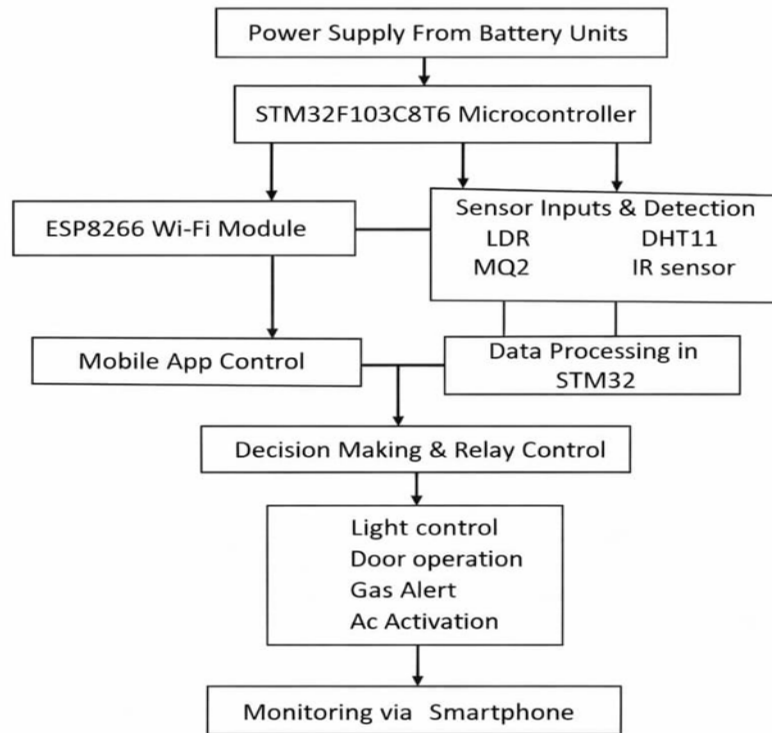 Power Supply From Battery Units
STM32F103C8T6 Microcontroller
ESP8266 Wi-Fi Module
Sensor Inputs & Detection
LDR DHT11
MQ2 IR sensor
Mobile App Control
Data Processing in
STM32
Decision Making & Relay Control
Light control
Door operation
Gas Alert
Ac Activation
Monitoring via Smartphone